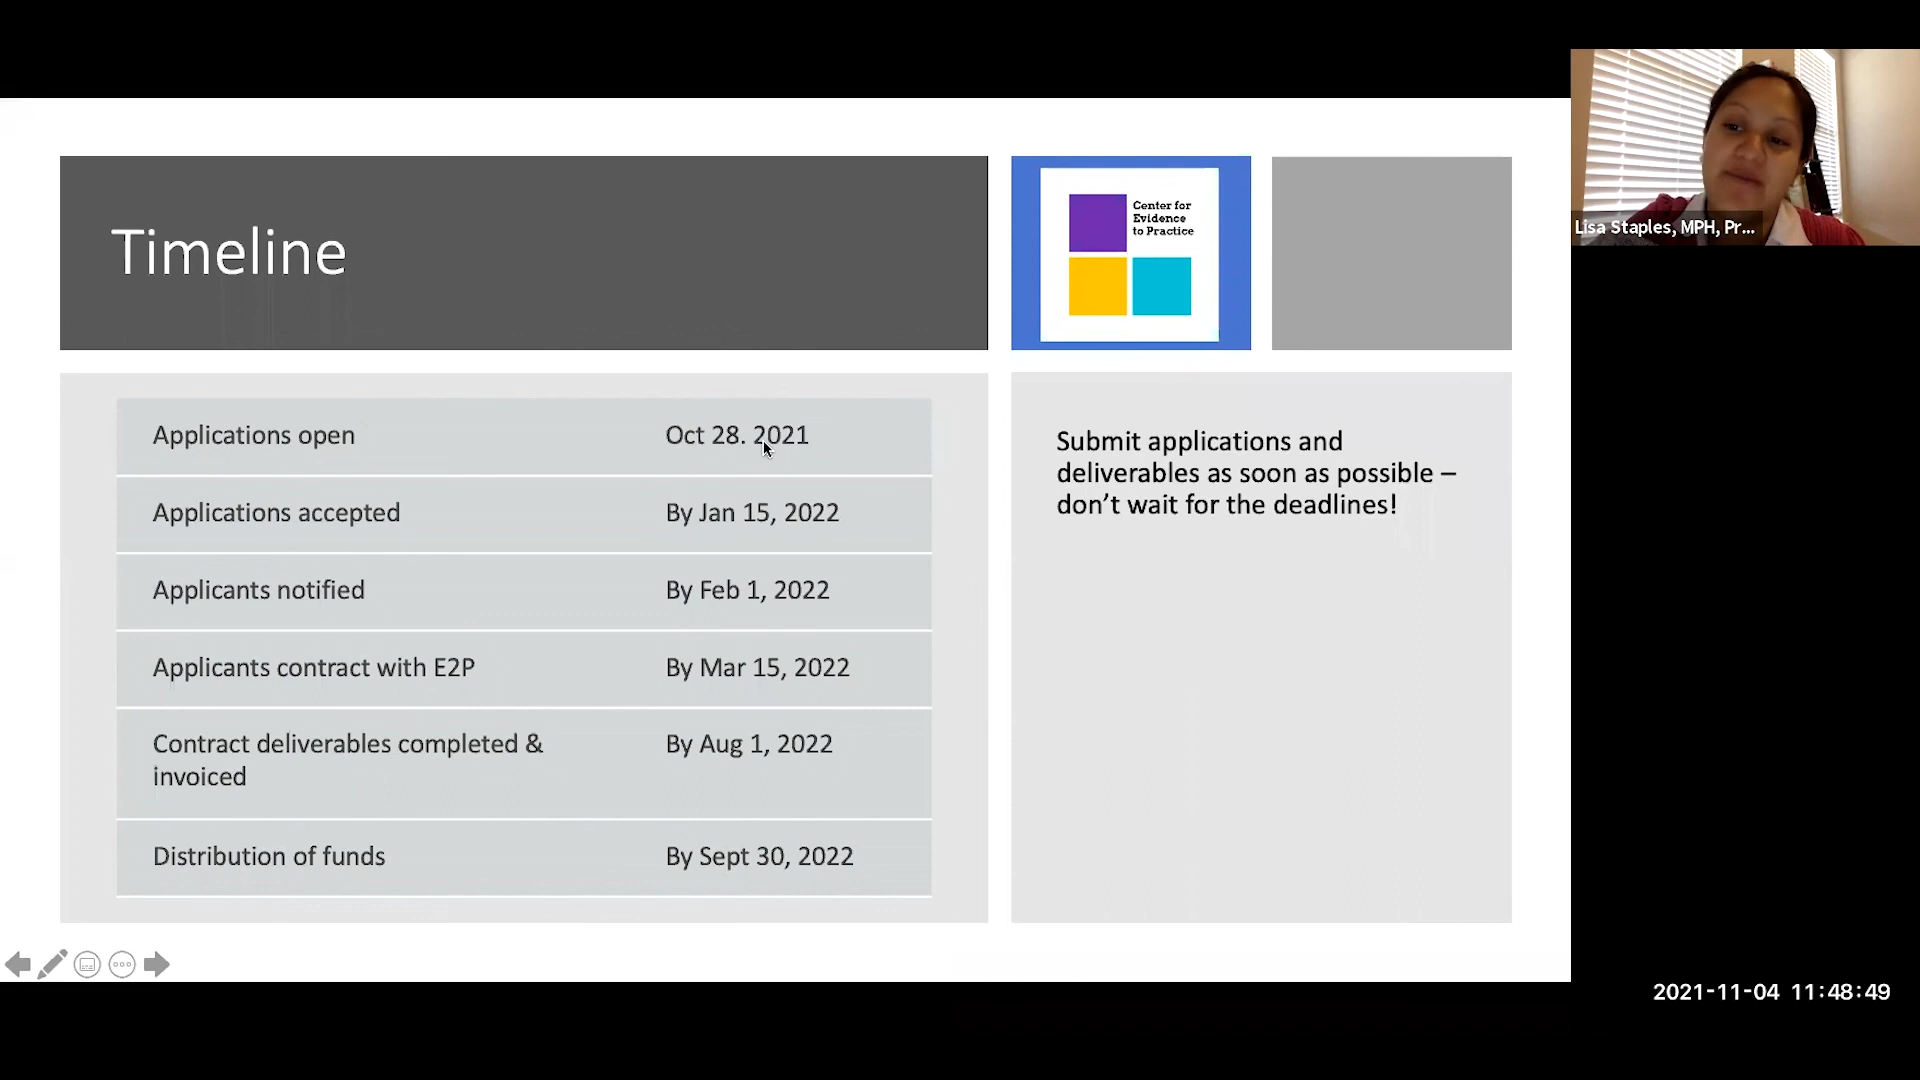 Timeline
Center for
Evidence
to Practice
Lisa Staples, MPH, Pr...
Applications open Oct 28. 2021
Applications accepted By Jan 15, 2022
Applicants notified By Feb 1, 2022
Applicants contract with E2P By Mar 15, 2022
Contract deliverables completed & By Aug 1, 2022
invoiced
Distribution of funds By Sept 30, 2022
Submit applications and
deliverables as soon as possible –
don’t wait for the deadlines!
2021-11-04 11:48:49